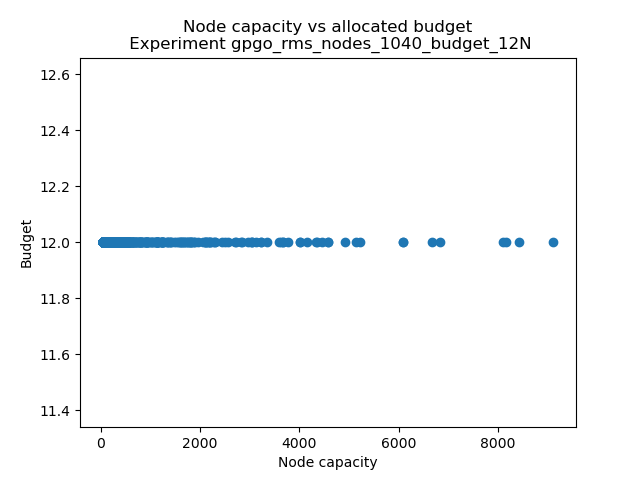 Node capacity vs allocated budget
Experiment gpgo_rms_nodes_1040_budget_12N
12.6
12.4
12.2
12.0
11.8
11.6
11.4
Budget
0 2000 4000 6000 8000
Node capacity